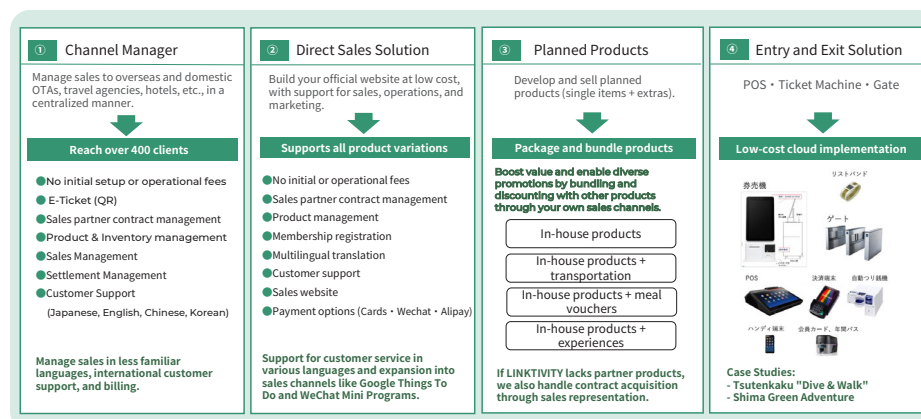 ① Channel Manager
Manage sales to overseas and domestic
OTAs, travel agencies, hotels, etc., in a
centralized manner.
Reach over 400 clients
●No initial setup or operational fees
●E-Ticket (QR)
●Sales partner contract management
●Product & Inventory management
●Sales Management
●Settlement Management
●Customer Support
(Japanese, English, Chinese, Korean)
Manage sales in less familiar
languages, international customer
support, and billing.
② Direct Sales Solution
Build your official website at low cost,
with support for sales, operations, and
marketing.
Supports all product variations
●No initial or operational fees
●Sales partner contract management
●Product management
●Membership registration
●Multilingual translation
●Customer support
●Sales website
●Payment options (Cards・Wechat・Alipay)
Support for customer service in
various languages and expansion into
sales channels like Google Things To
Do and WeChat Mini Programs.
③ Planned Products
Develop and sell planned
products (single items + extras).
Package and bundle products
Boost value and enable diverse
promotions by bundling and
discounting with other products
through your own sales channels.
In-house products
In-house products +
transportation
In-house products + meal
vouchers
In-house products +
experiences
If LINKTIVITY lacks partner products,
we also handle contract acquisition
through sales representation.
④ Entry and Exit Solution
POS・Ticket Machine・Gate
Low-cost cloud implementation
リストバンド
券売機
ゲート
POS
決済端末
自動つり銭機
ハンディ端末
会員カード、年間パス
Case Studies:
- Tsutenkaku "Dive & Walk"
- Shima Green Adventure